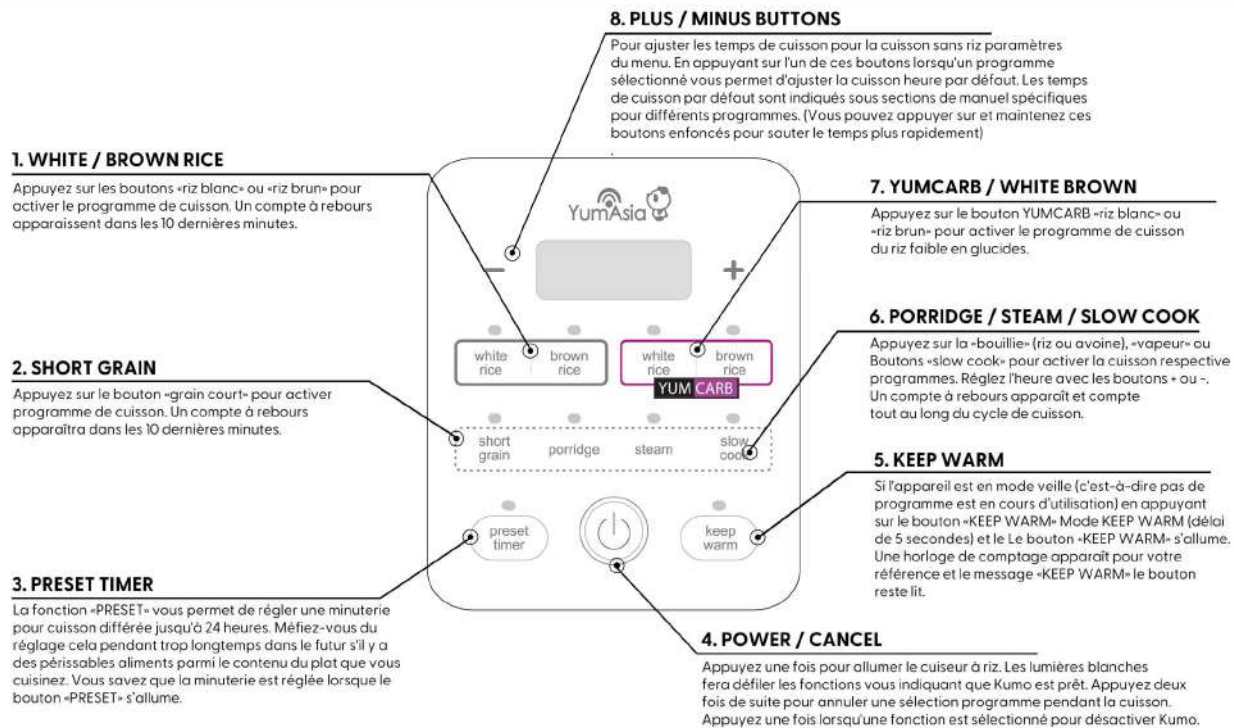 8. PLUS / MINUS BUTTONS
Pour ajuster les temps de cuisson pour la cuisson sans riz paramètres
du menu. En appuyant sur l'un de ces boutons lorsqu'un programme
sélectionné vous permet d'ajuster la cuisson heure par défaut. Les temps
de cuisson par défaut sont indiqués sous sections de manuel spécifiques
pour différents programmes. (Vous pouvez appuyer sur et maintenez ces
boutons enfoncés pour sauter le temps plus rapidement)
.
1. WHITE / BROWN RICE
Appuyez sur les boutons «riz blanc» ou «riz brun» pour
activer le programme de cuisson. Un compte à rebours
apparaissent dans les 10 dernières minutes.
2. SHORT GRAIN
Appuyez sur le bouton «grain court» pour activer
programme de cuisson. Un compte à rebours
apparaîtra dans les 10 dernières minutes.
3. PRESET TIMER
La fonction «PRESET» vous permet de régler une minuterie
pour cuisson différée jusqu'à 24 heures. Méfiez-vous du
réglage cela pendant trop longtemps dans le futur s'il y a
des périssables aliments parmi le contenu du plat que vous
cuisinez. Vous savez que la minuterie est réglée lorsque le
bouton «PRESET» s'allume.
YumAsia
– +
white rice
brown rice
white rice
brown rice
YUM CARB
short grain
porridge
steam
slow cook
preset timer
keep warm
7. YUMCARB / WHITE BROWN
Appuyez sur le bouton YUMCARB «riz blanc» ou
«riz brun» pour activer le programme de cuisson
du riz faible en glucides.
6. PORRIDGE / STEAM / SLOW COOK
Appuyez sur la «bouillie» (riz ou avoine), «vapeur» ou
Boutons «slow cook» pour activer la cuisson respective
programmes. Réglez l'heure avec les boutons + ou -.
Un compte à rebours apparaît et compte
tout au long du cycle de cuisson.
5. KEEP WARM
Si l'appareil est en mode veille (c'est-à-dire pas de
programme est en cours d'utilisation) en appuyant
sur le bouton «KEEP WARM» Mode KEEP WARM (délai
de 5 secondes) et le Le bouton «KEEP WARM» s'allume.
Une horloge de comptage apparaît pour votre
référence et le message «KEEP WARM» le bouton
reste lit.
4. POWER / CANCEL
Appuyez une fois pour allumer le cuiseur à riz. Les lumières blanches
fera défiler les fonctions vous indiquant que Kumo est prêt. Appuyez deux
fois de suite pour annuler une sélection programme pendant la cuisson.
Appuyez une fois lorsqu'une fonction est sélectionné pour désactiver Kumo.